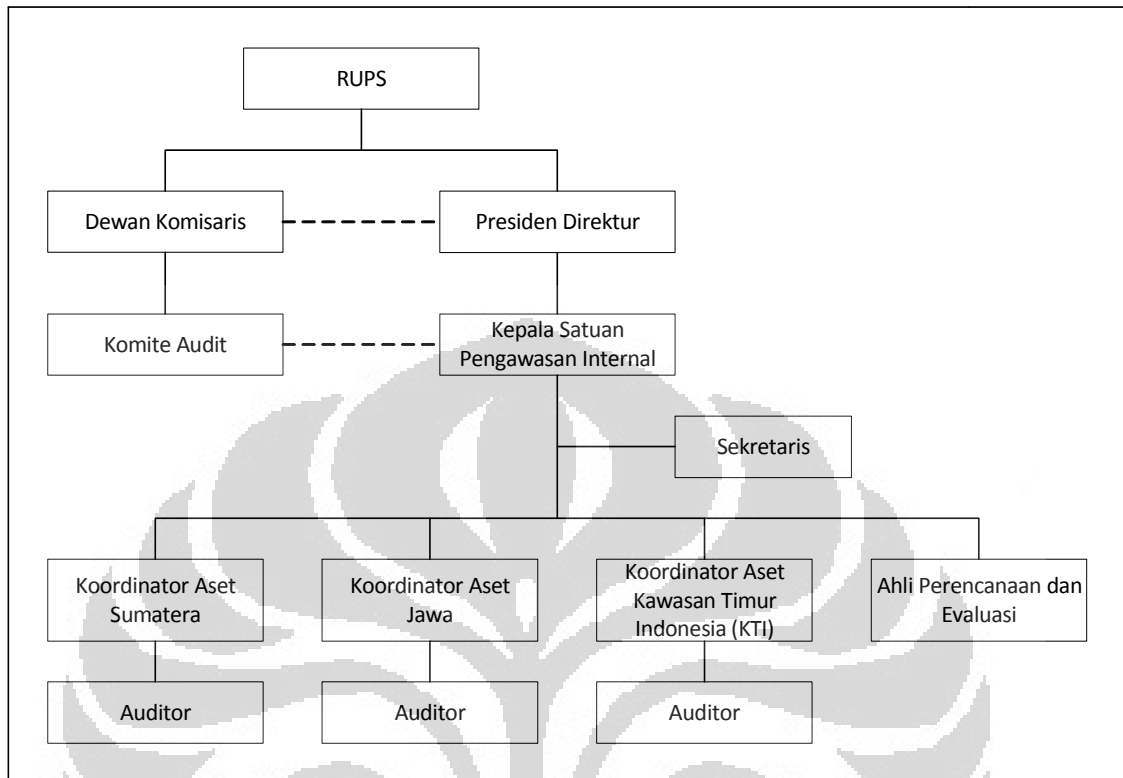 RUPS
Dewan Komisaris
Presiden Direktur
Komite Audit
Kepala Satuan
Pengawasan Internal
Sekretaris
Koordinator Aset
Sumatera
Koordinator Aset
Jawa
Koordinator Aset
Kawasan Timur
Indonesia (KTI)
Ahli Perencanaan dan
Evaluasi
Auditor
Auditor
Auditor